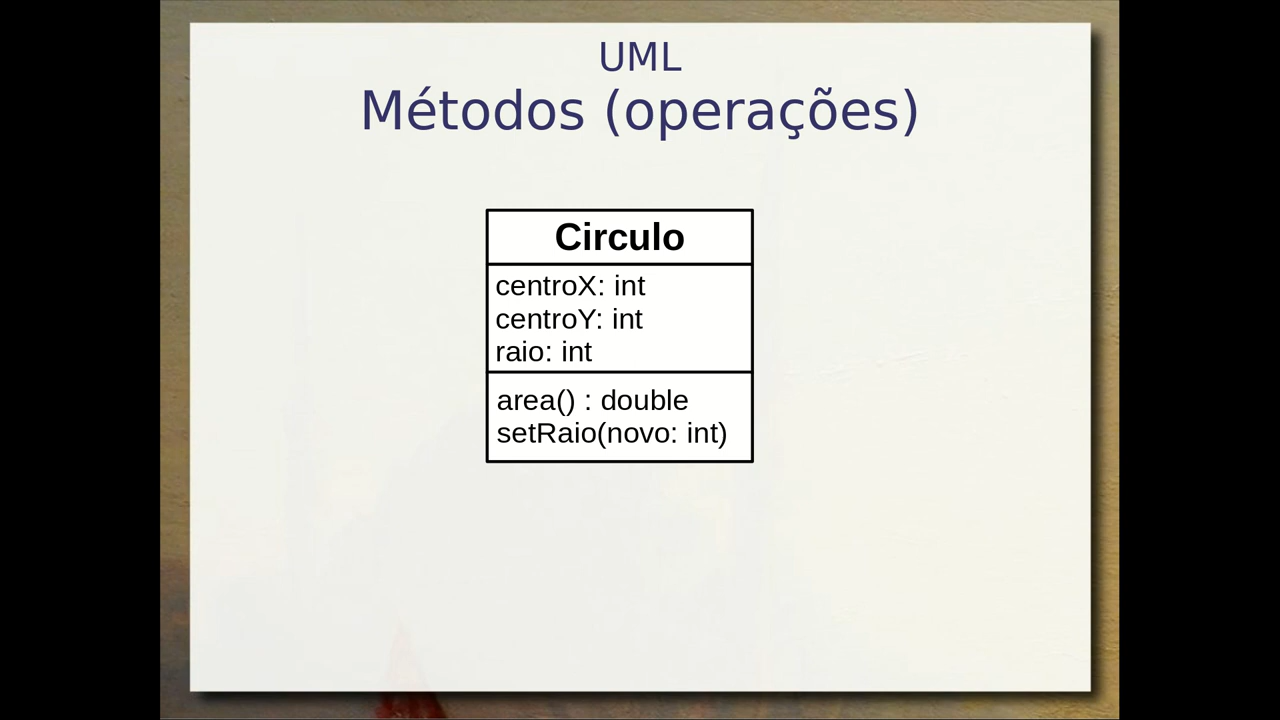 UML
Métodos (operações)
Circulo
centroX: int
centroY: int
raio: int
area() : double
setRaio(novo: int)